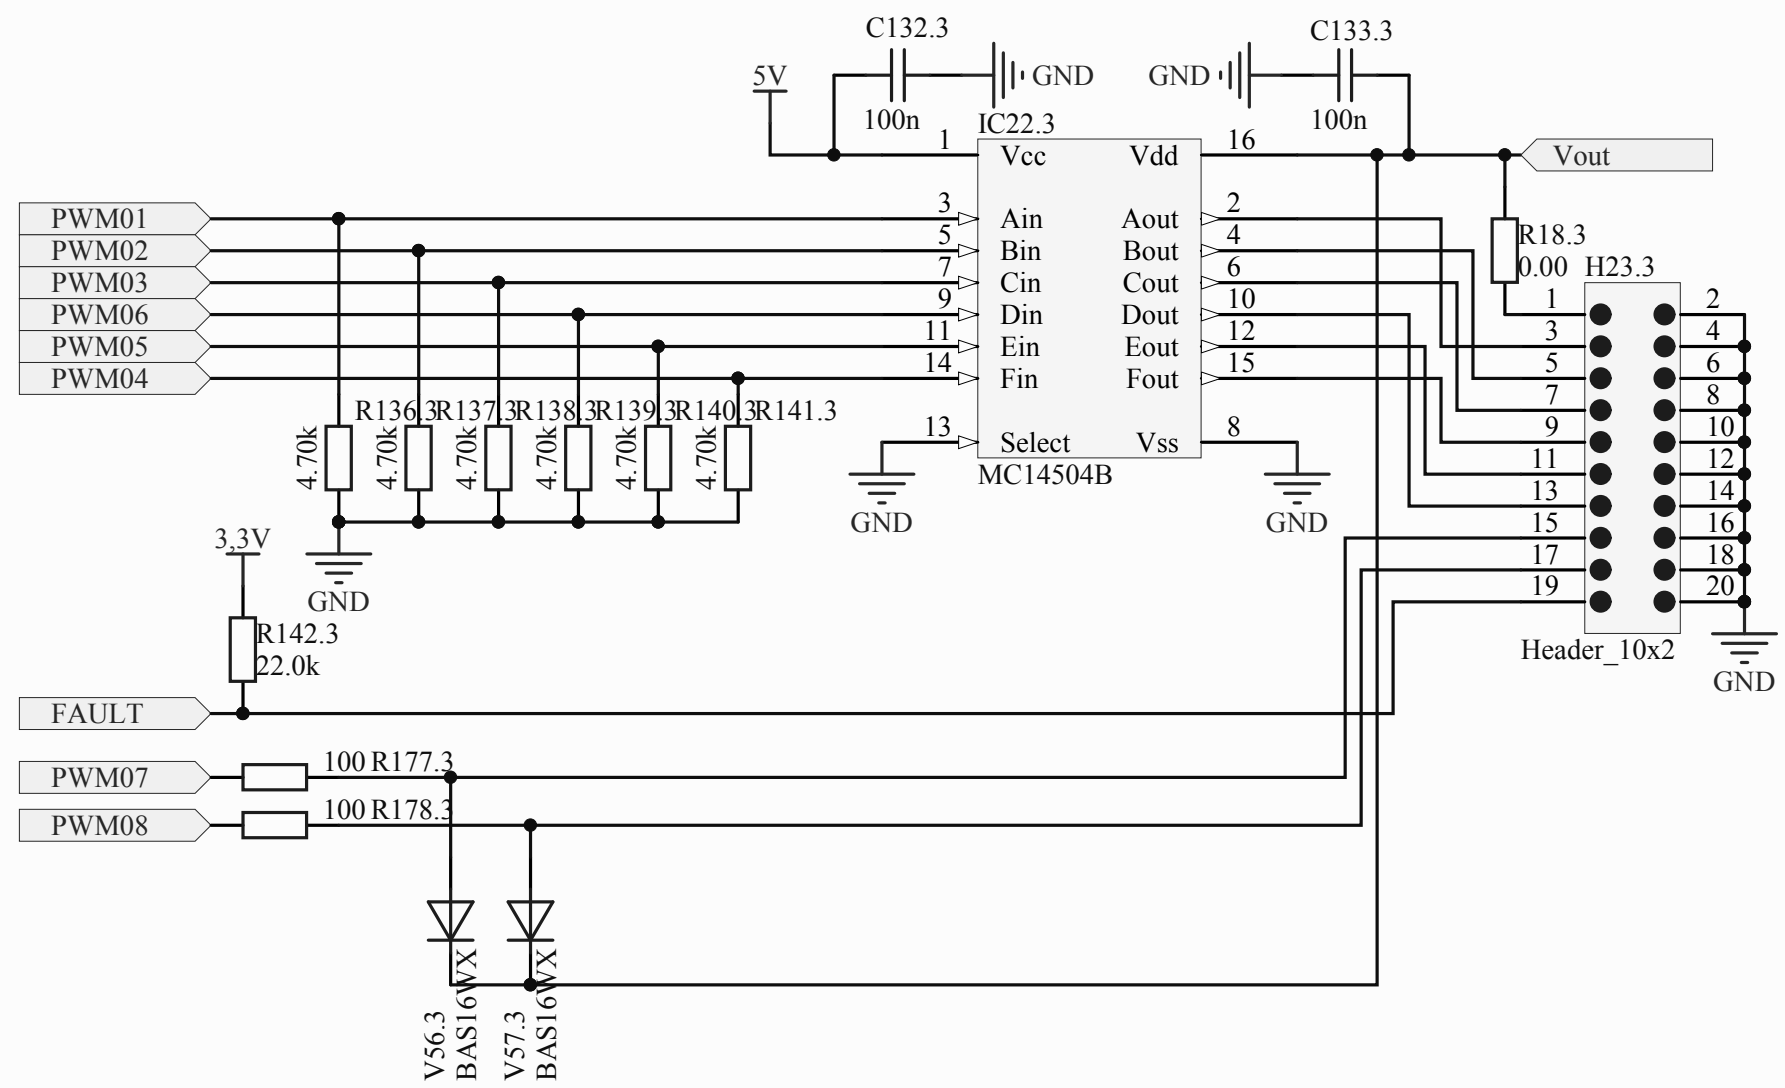 C132.3
C133.3
5V
GND
GND
100n
100n
IC22.3
1
Vcc
Vdd
16
Vout
PWM01
3
Ain
Aout
2
PWM02
5
Bin
Bout
4
R18.3
PWM03
7
Cin
Cout
6
0.00
H23.3
PWM06
9
Din
Dout
10
1
2
PWM05
11
Ein
Eout
12
3
4
PWM04
14
Fin
Fout
15
5
6
R136.3
R137.3
R138.3
R139.3
R140.3
R141.3
7
8
4.70k
4.70k
4.70k
4.70k
4.70k
4.70k
13
Select
Vss
8
9
10
MC14504B
11
12
13
14
GND
GND
15
16
3,3V
17
18
19
20
GND
R142.3
22.0k
Header_10x2
GND
FAULT
100 R177.3
PWM07
100 R178.3
PWM08
V56.3
BAS16WX
V57.3
BAS16WX